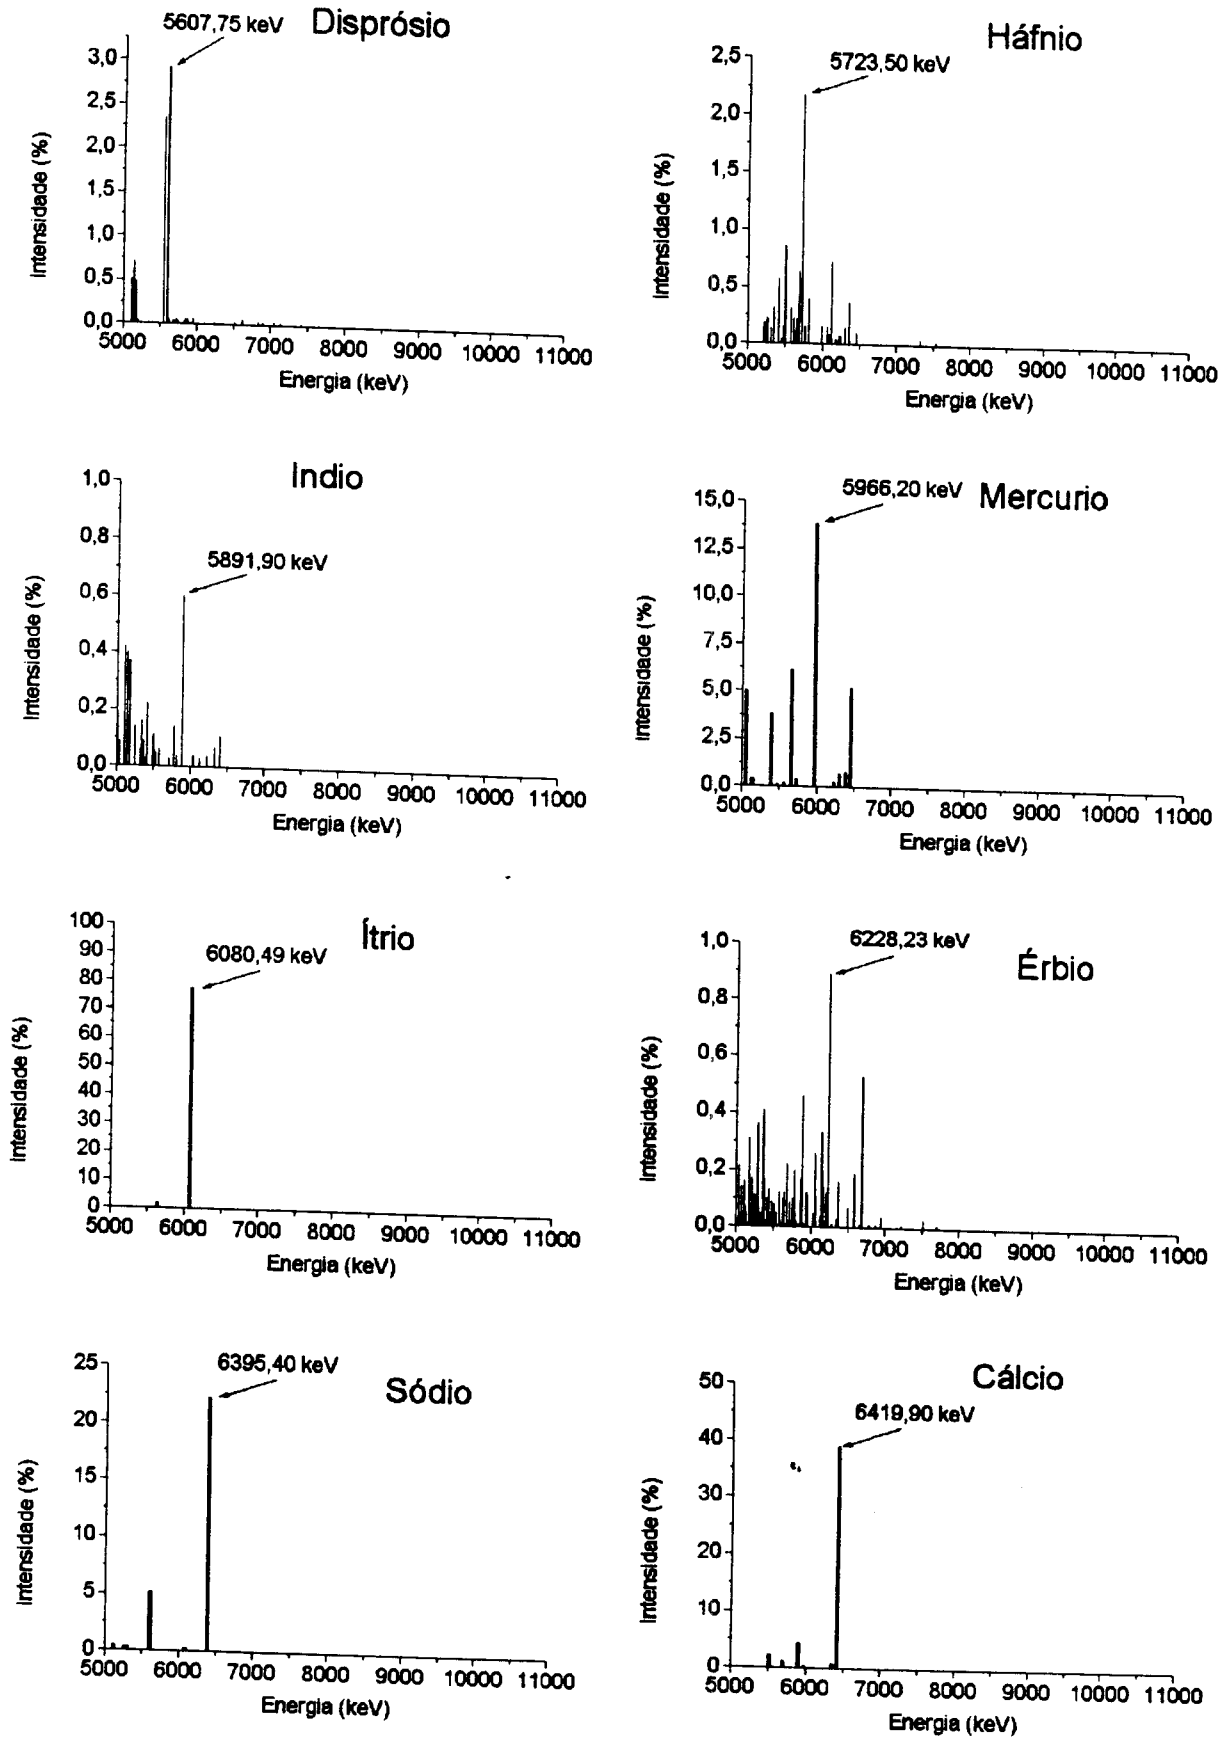 Disprósio
5607,75 keV
Intensidade (%)
3,0
2,5
2,0
1,5
1,0
0,5
0,0
5000 6000 7000 8000 9000 10000 11000
Energia (keV)
Háfnio
5723,50 keV
Intensidade (%)
2,5
2,0
1,5
1,0
0,5
0,0
5000 6000 7000 8000 9000 10000 11000
Energia (keV)
Indio
5891,90 keV
Intensidade (%)
1,0
0,8
0,6
0,4
0,2
0,0
5000 6000 7000 8000 9000 10000 11000
Energia (keV)
Mercurio
5966,20 keV
Intensidade (%)
15,0
12,5
10,0
7,5
5,0
2,5
0,0
5000 6000 7000 8000 9000 10000 11000
Energia (keV)
Ítrio
6080,49 keV
Intensidade (%)
100
90
80
70
60
50
40
30
20
10
0
5000 6000 7000 8000 9000 10000 11000
Energia (keV)
Érbio
6228,23 keV
Intensidade (%)
1,0
0,8
0,6
0,4
0,2
0,0
5000 6000 7000 8000 9000 10000 11000
Energia (keV)
Sódio
6395,40 keV
Intensidade (%)
25
20
15
10
5
0
5000 6000 7000 8000 9000 10000 11000
Energia (keV)
Cálcio
6419,90 keV
Intensidade (%)
50
40
30
20
10
0
5000 6000 7000 8000 9000 10000 11000
Energia (keV)